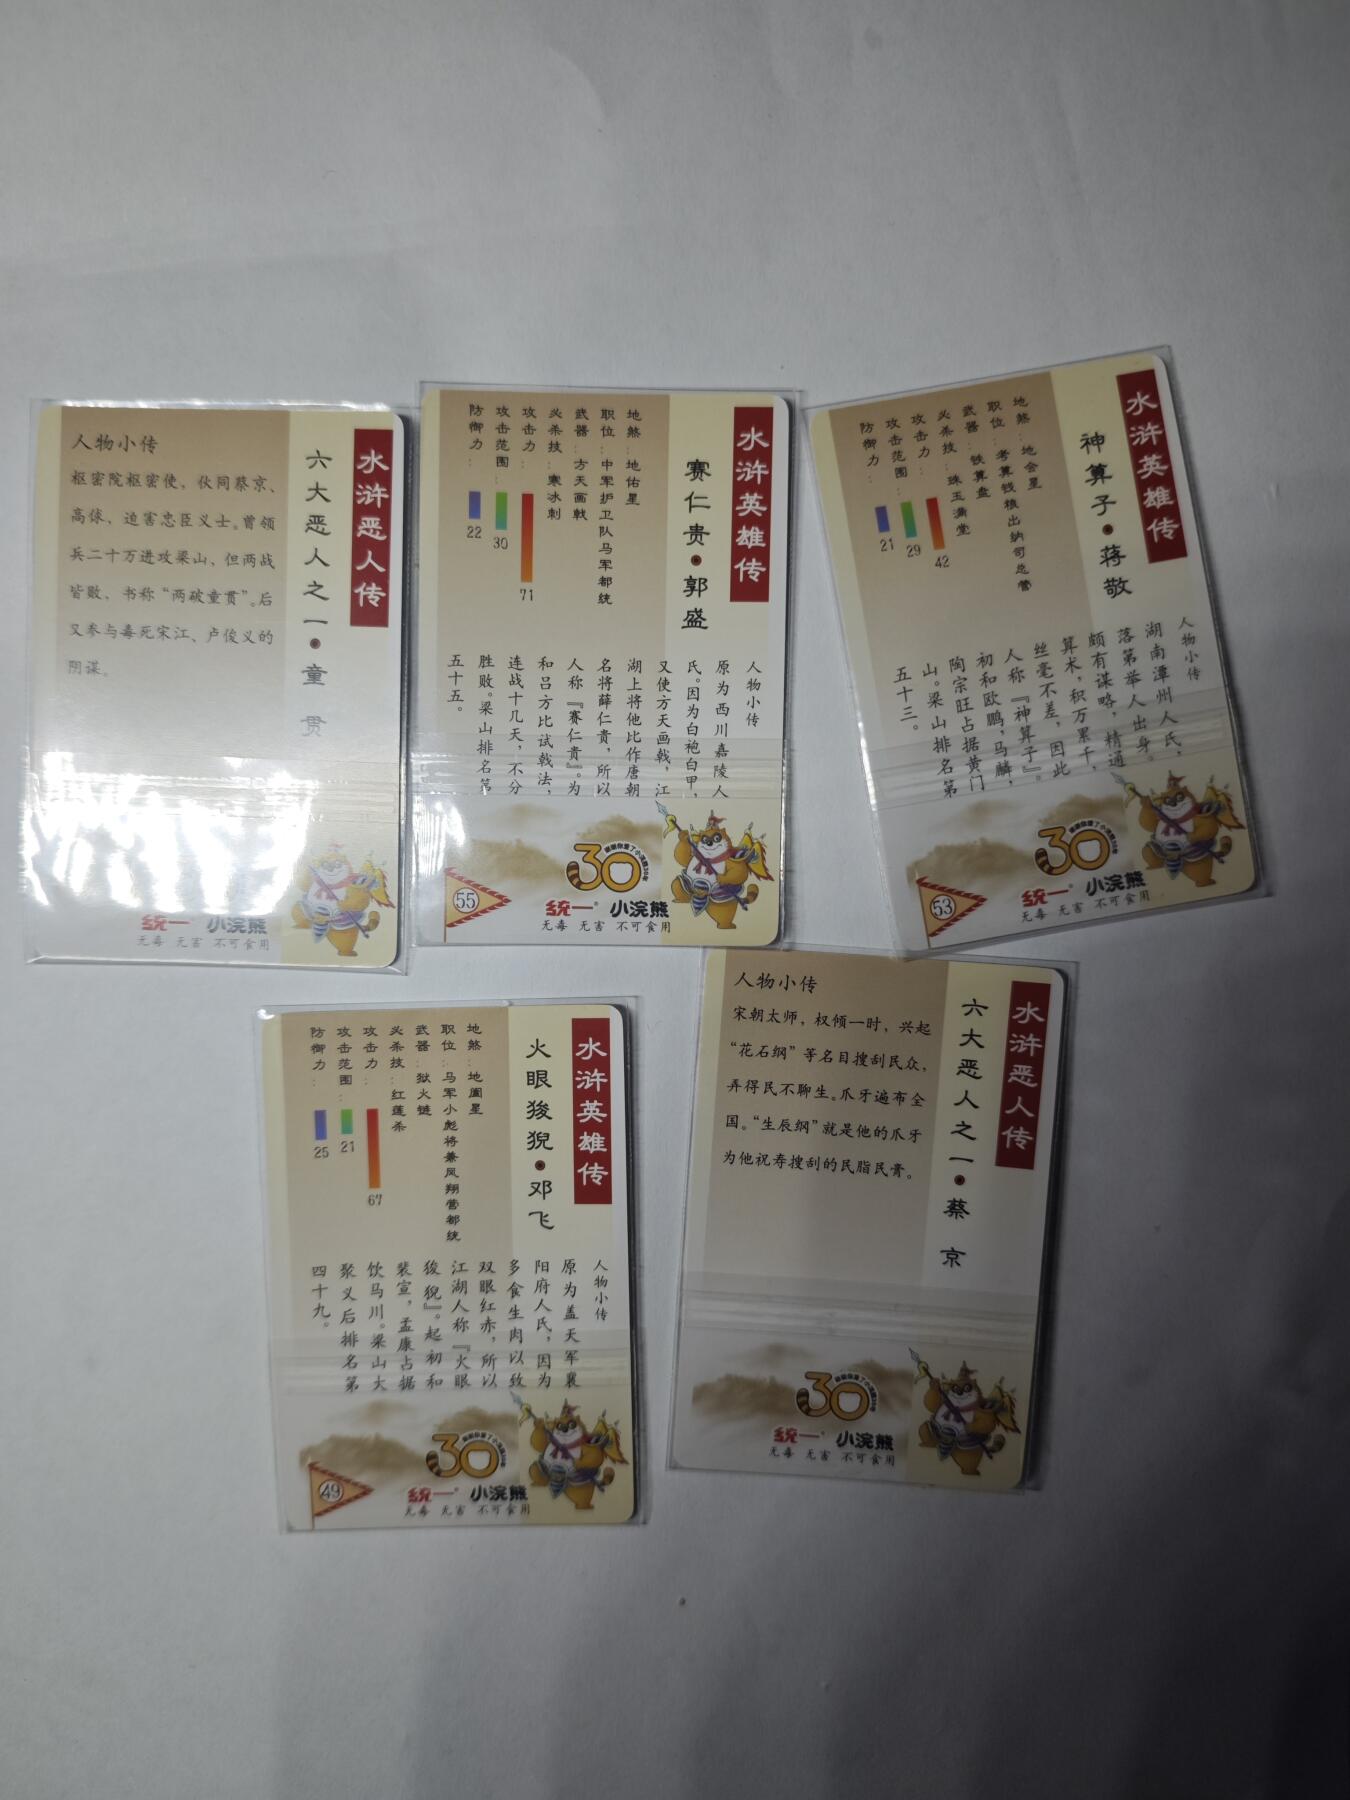 水浒恶人传
六大恶人之一·童 贯
人物小传
枢密院枢密使，伙同蔡京、
高俅，迫害忠臣义士。曾领
兵二十万进攻梁山，但两战
皆败，书称“两破童贯”。后
又参与毒死宋江、卢俊义的
阴谋。
统一 小浣熊
无毒 无害 不可食用
水浒英雄传
赛仁贵·郭盛
地煞：地佑星
职位：中军护卫队马军都统
武器：方天画戟
必杀技：寒冰刺
攻击力：
71
攻击范围：
30
防御力：
22
人物小传
原为西川嘉陵人
氏。因为白袍白甲，
又使方天画戟，江
湖上将他比作唐朝
名将薛仁贵，所以
人称『赛仁贵』。为
和吕方比试戟法，
连战十几天，不分
胜败。梁山排名第
五十五。
55
30
统一 小浣熊
无毒 无害 不可食用
水浒英雄传
神算子·蒋敬
地煞：地会星
职位：考算钱粮出纳司总管
武器：铁算盘
必杀技：珠玉满堂
攻击力：
42
攻击范围：
29
防御力：
21
人物小传
湖南潭州人氏，
落第举人出身。
颇有谋略，精通
算术，积万累千，
丝毫不差，因此
人称『神算子』。
初和欧鹏，马麟，
陶宗旺占据黄门
山。梁山排名第
五十三。
53
30
统一 小浣熊
无毒 无害 不可食用
水浒英雄传
火眼狻猊·邓飞
地煞：地阖星
职位：马军小彪将兼凤翔营都统
武器：狱火链
必杀技：红莲杀
攻击力：
67
攻击范围：
21
防御力：
25
人物小传
原为盖天军襄
阳府人氏，因为
多食生肉以致
双眼红赤，所以
江湖人称『火眼
狻猊』。起初和
裴宣，孟康占据
饮马川。梁山大
聚义后排名第
四十九。
49
30
统一 小浣熊
无毒 无害 不可食用
水浒恶人传
六大恶人之一·蔡 京
人物小传
宋朝太师，权倾一时，兴起
“花石纲”等名目搜刮民众，
弄得民不聊生。爪牙遍布全
国。“生辰纲”就是他的爪牙
为他祝寿搜刮的民脂民膏。
30
统一 小浣熊
无毒 无害 不可食用